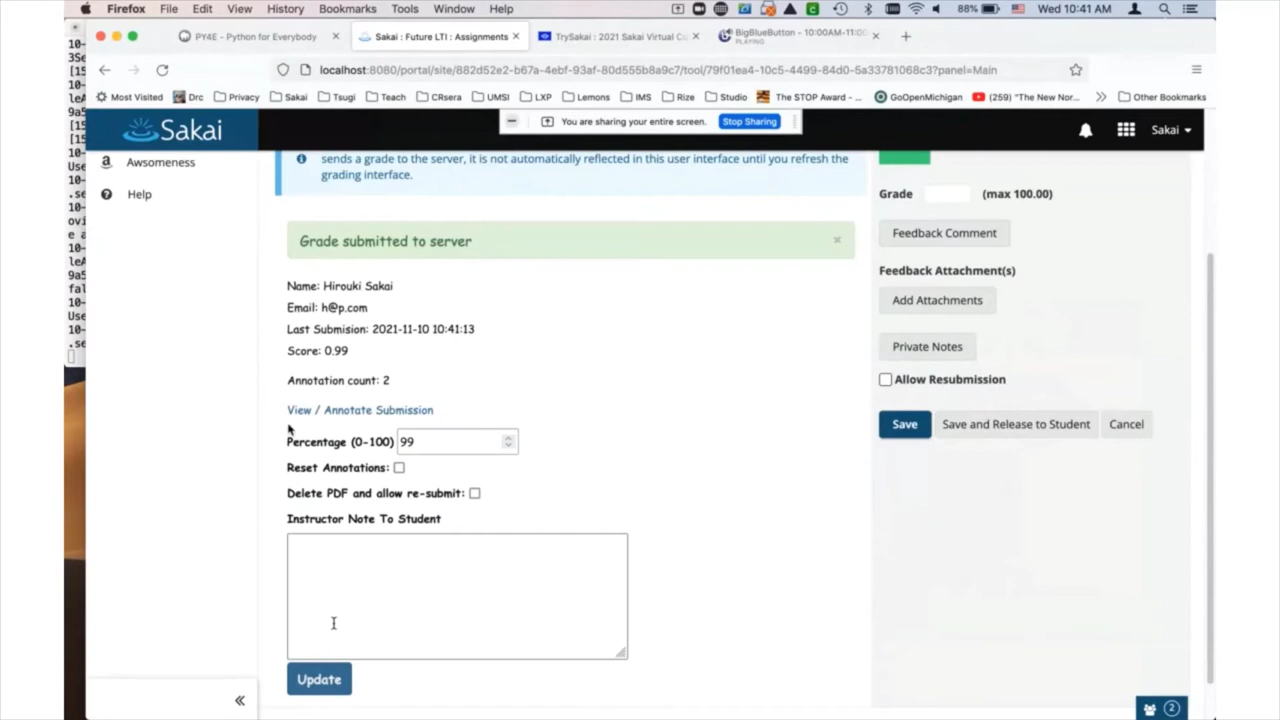 Firefox File Edit View History Bookmarks Tools Window Help 88% Wed 10:41 AM
PY4E - Python for Everybody
Sakai : Future LTI : Assignments
TrySakai : 2021 Sakai Virtual Co
BigBlueButton - 10:00AM-11:00
PLAYING
localhost:8080/portal/site/882d52e2-b67a-4ebf-93af-80d555b8a9c7/tool/79f01ea4-10c5-4499-84d0-5a33781068c3?panel=Main
Most Visited Drc Privacy Sakai Tsugi Teach CRsera UMSI LXP Lemons IMS Rize Studio The STOP Award - ... GoOpenMichigan (259) "The New Nor... Other Bookmarks
You are sharing your entire screen. Stop Sharing
Sakai
Sakai
Awsomeness
Help
sends a grade to the server, it is not automatically reflected in this user interface until you refresh the
grading interface.
Grade submitted to server
Name: Hirouki Sakai
Email: h@p.com
Last Submision: 2021-11-10 10:41:13
Score: 0.99
Annotation count: 2
View / Annotate Submission
Percentage (0-100) 99
Reset Annotations:
Delete PDF and allow re-submit:
Instructor Note To Student
Update
Grade (max 100.00)
Feedback Comment
Feedback Attachment(s)
Add Attachments
Private Notes
Allow Resubmission
Save Save and Release to Student Cancel
2